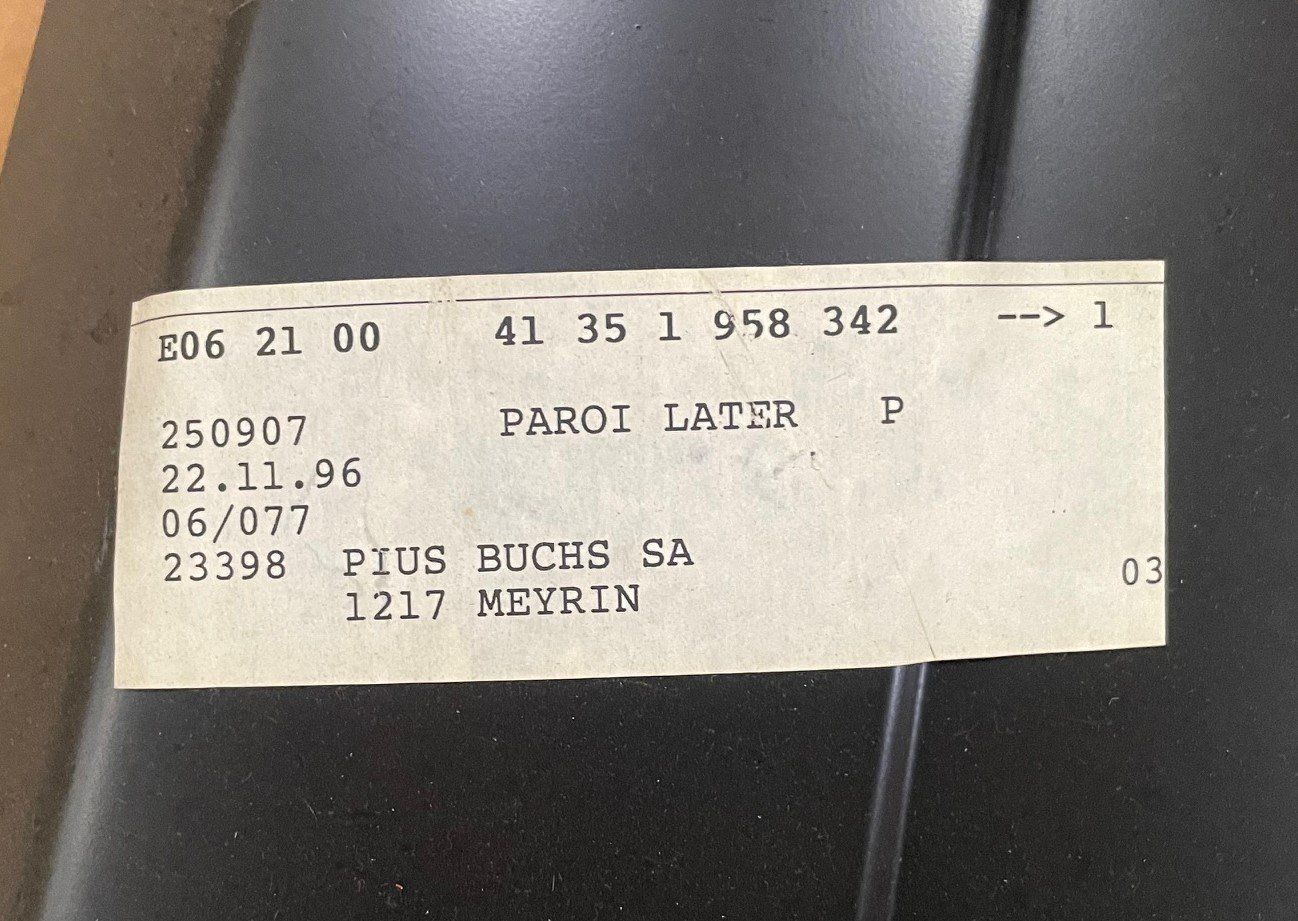 E06 21 00 41 35 1 958 342 --> 1
250907 PAROI LATER P
22.11.96
06/077
23398 PIUS BUCHS SA 03
1217 MEYRIN